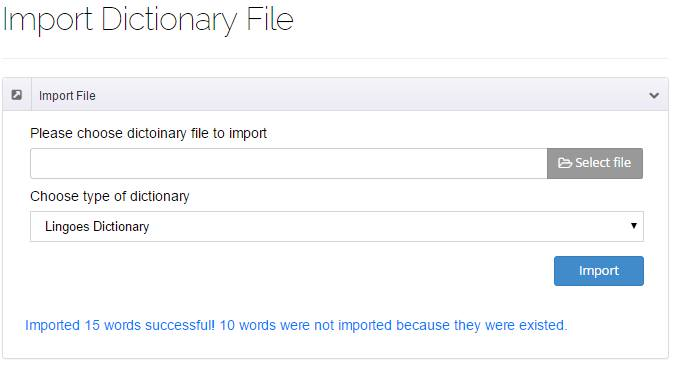 Import Dictionary File
Import File
Please choose dictoinary file to import
Select file
Choose type of dictionary
Lingoes Dictionary
Import
Imported 15 words successful! 10 words were not imported because they were existed.